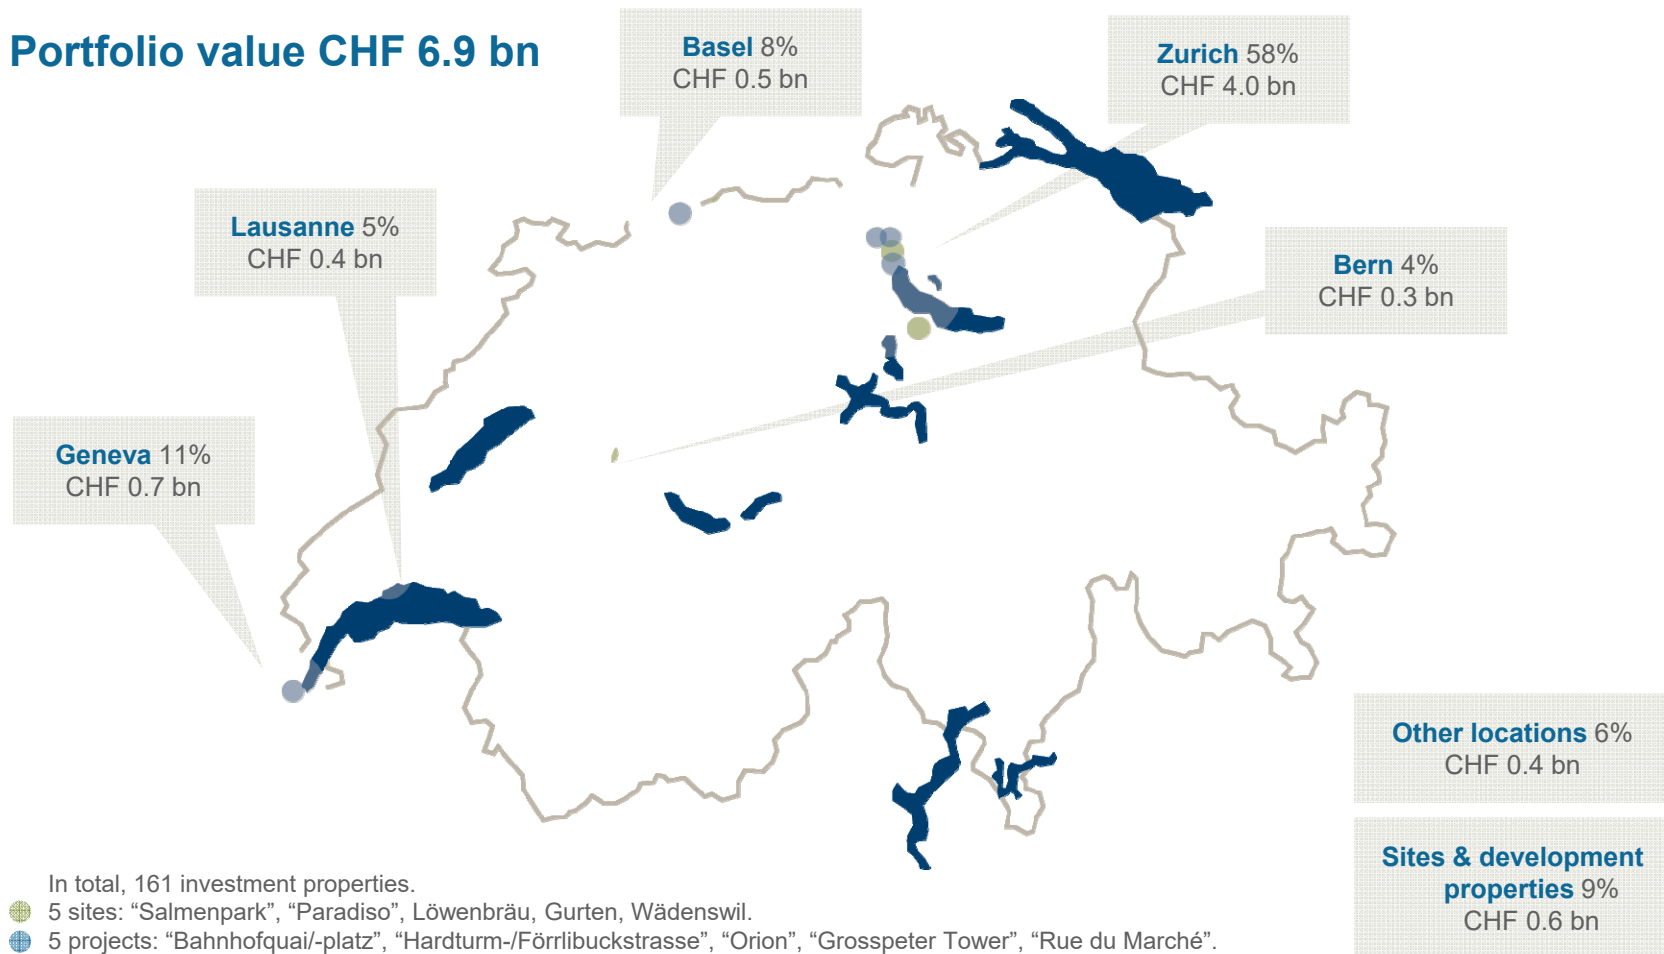 Portfolio value CHF 6.9 bn
Basel 8%
CHF 0.5 bn
Zurich 58%
CHF 4.0 bn
Lausanne 5%
CHF 0.4 bn
Bern 4%
CHF 0.3 bn
Geneva 11%
CHF 0.7 bn
Other locations 6%
CHF 0.4 bn
Sites & development
properties 9%
CHF 0.6 bn
In total, 161 investment properties.
5 sites: “Salmenpark”, “Paradiso”, Löwenbräu, Gurten, Wädenswil.
5 projects: “Bahnhofquai/-platz”, “Hardturm-/Förrlibuckstrasse”, “Orion”, “Grosspeter Tower”, “Rue du Marché”.